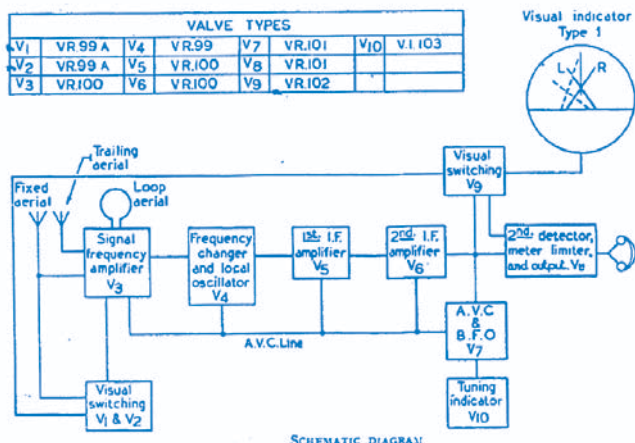 VALVE TYPES
V1 VR.99 A V4 VR.99 V7 VR.101 V10 V.I.103
V2 VR.99 A V5 VR.100 V8 VR.101
V3 VR.100 V6 VR.100 V9 VR.102
Visual indicator
Type 1
L R
Trailing
aerial
Fixed
aerial
Loop
aerial
Visual
switching
V9
Signal
frequency
amplifier
V3
Frequency
changer
and local
oscillator
V4
1st. I.F.
amplifier
V5
2nd. I.F.
amplifier
V6
2nd.
detector,
meter limiter,
and output. V8
A.V.C
&
B.F.O
V7
A.V.C. Line
Visual
switching
V1 & V2
Tuning
indicator
V10
SCHEMATIC DIAGRAM